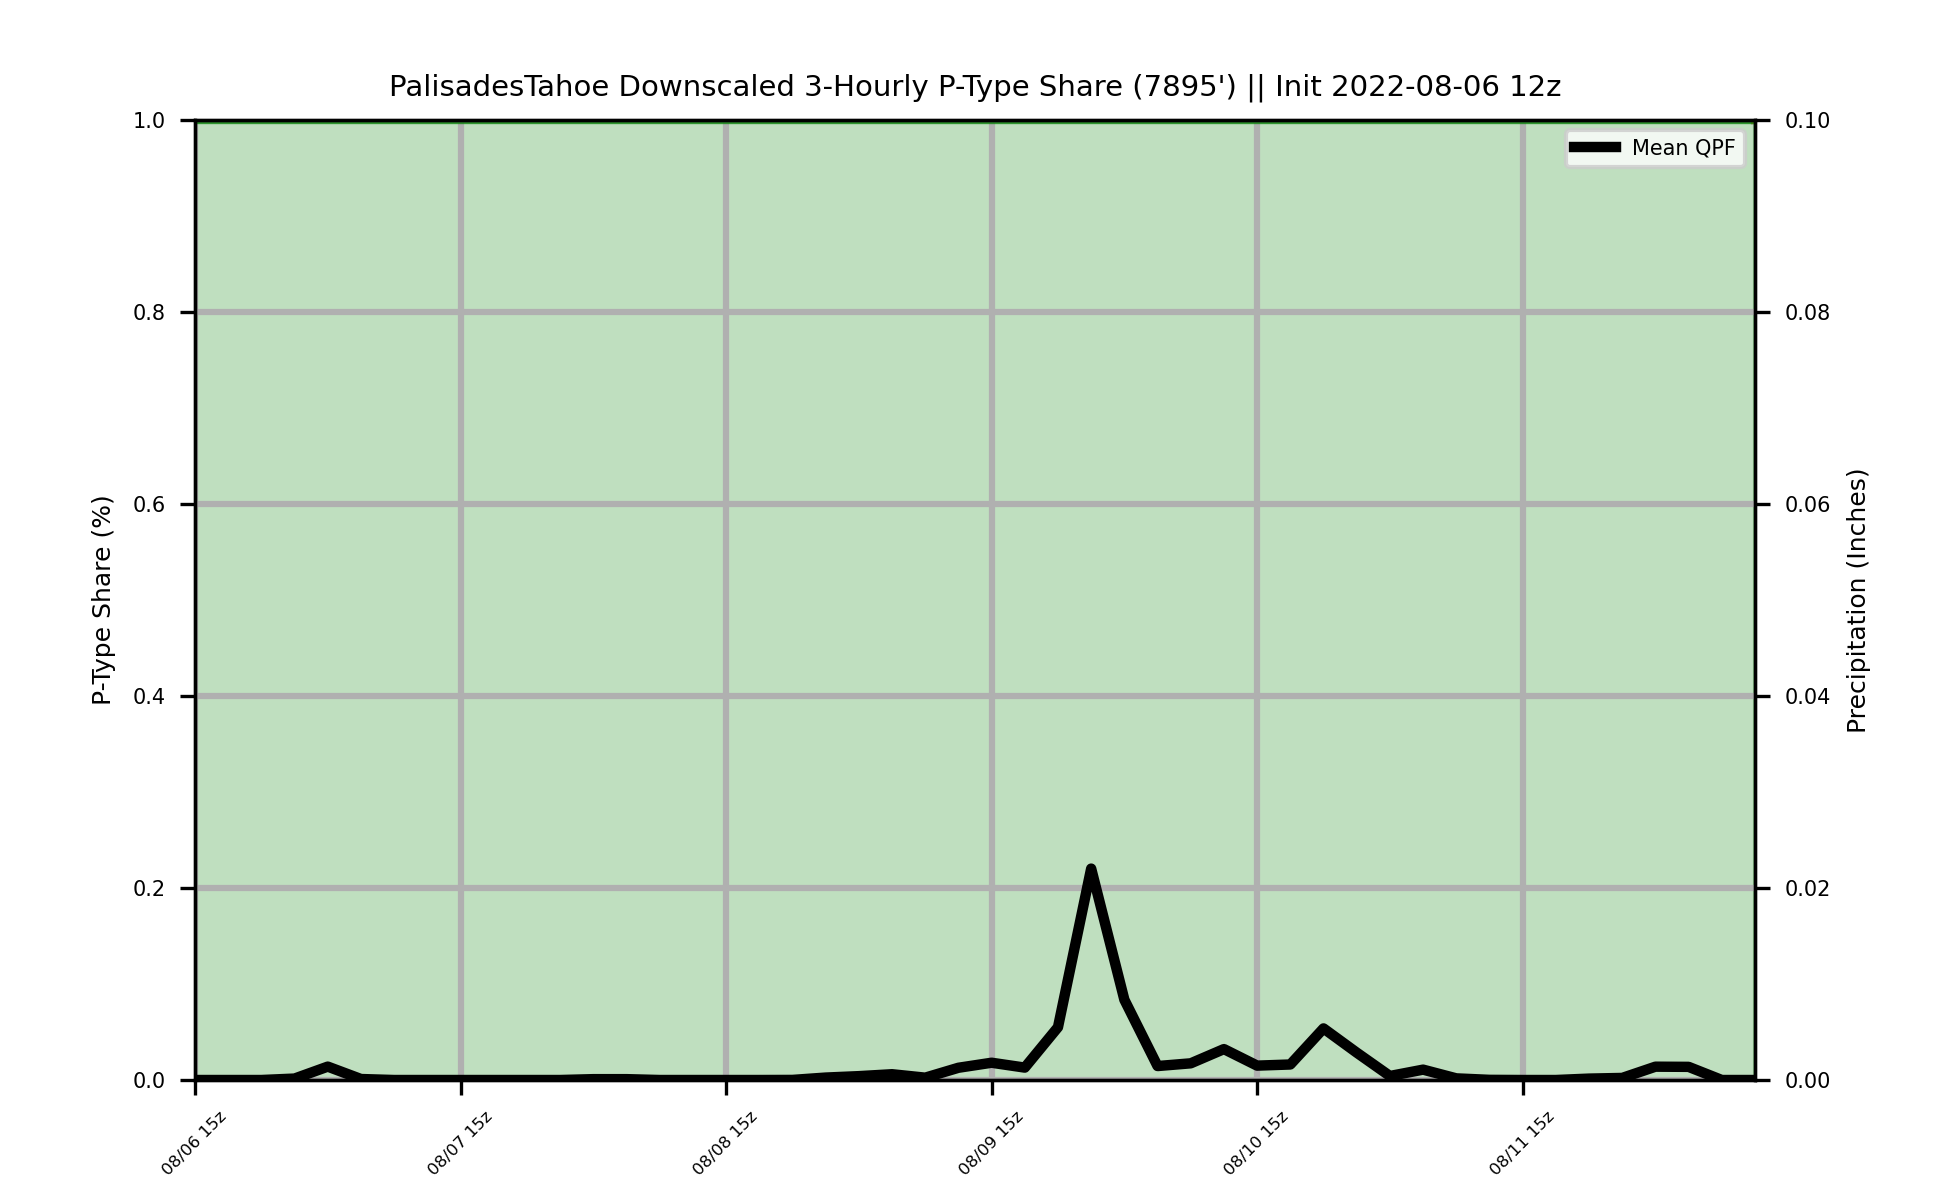 PalisadesTahoe Downscaled 3-Hourly P-Type Share (7895') || Init 2022-08-06 12z
1.0
0.8
0.6
0.4
0.2
0.0
P-Type Share (%)
Mean QPF
0.10
0.08
0.06
0.04
0.02
0.00
Precipitation (Inches)
08/06 15z
08/07 15z
08/08 15z
08/09 15z
08/10 15z
08/11 15z